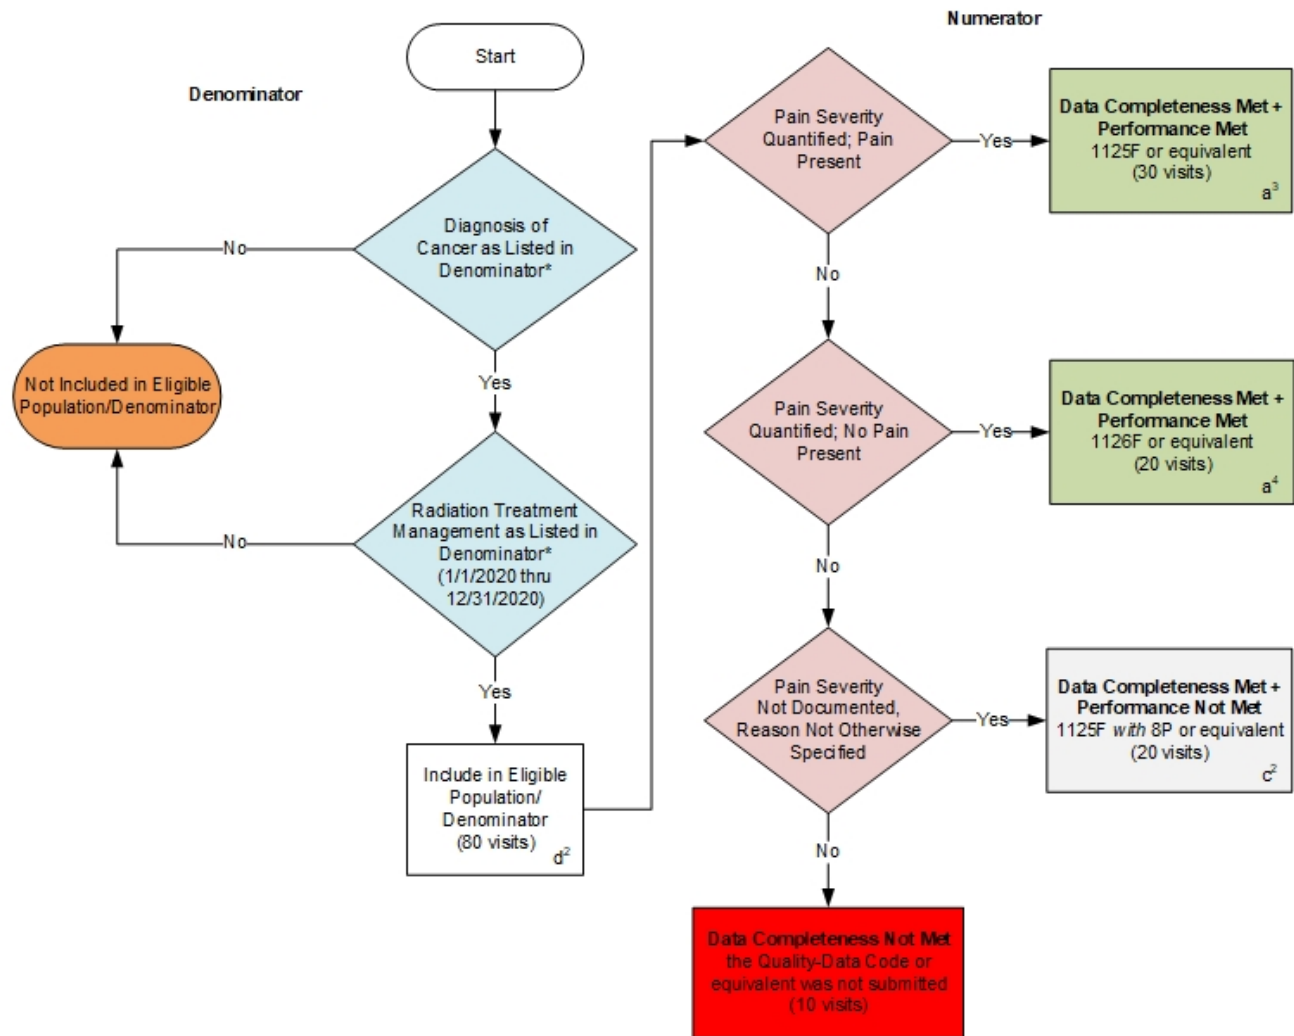 Numerator
Start
Denominator
Diagnosis of
Cancer as Listed in
Denominator*
No
Yes
Not Included in Eligible
Population/Denominator
Radiation Treatment
Management as Listed in
Denominator*
(1/1/2020 thru
12/31/2020)
No
Yes
Include in Eligible
Population/
Denominator
(80 visits)
d²
Pain Severity
Quantified; Pain
Present
Yes
Data Completeness Met +
Performance Met
1125F or equivalent
(30 visits)
a³
No
Pain Severity
Quantified; No Pain
Present
Yes
Data Completeness Met +
Performance Met
1126F or equivalent
(20 visits)
a⁴
No
Pain Severity
Not Documented,
Reason Not Otherwise
Specified
Yes
Data Completeness Met +
Performance Not Met
1125F with 8P or equivalent
(20 visits)
c²
No
Data Completeness Not Met
the Quality-Data Code or
equivalent was not submitted
(10 visits)